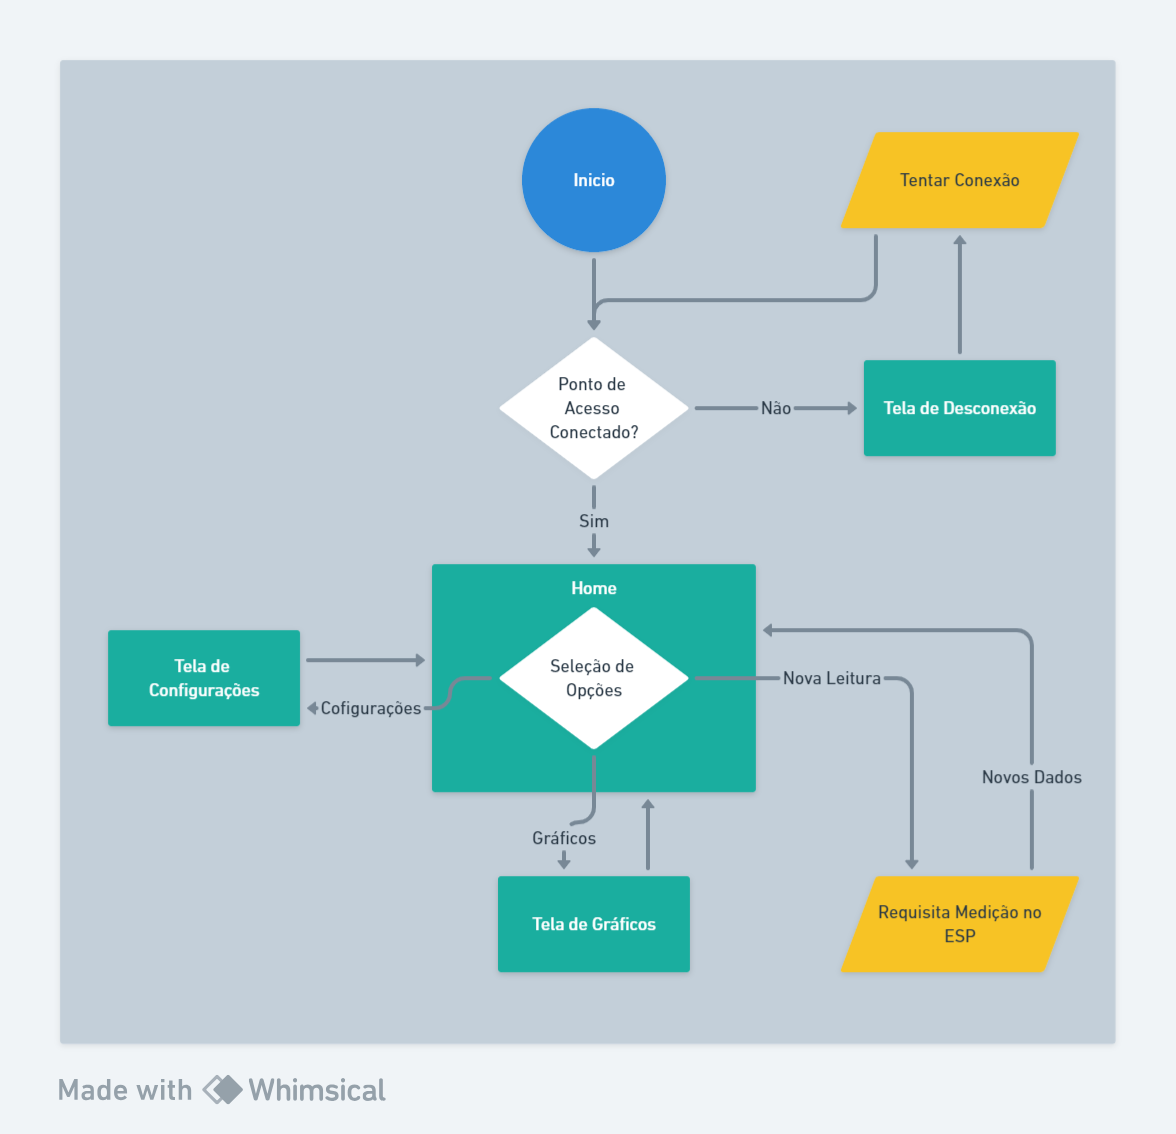 Inicio
Tentar Conexão
Ponto de
Acesso
Conectado?
Não
Tela de Desconexão
Sim
Home
Tela de
Configurações
Seleção de
Opções
Nova Leitura
Cofigurações
Novos Dados
Gráficos
Tela de Gráficos
Requisita Medição no
ESP
Made with Whimsical